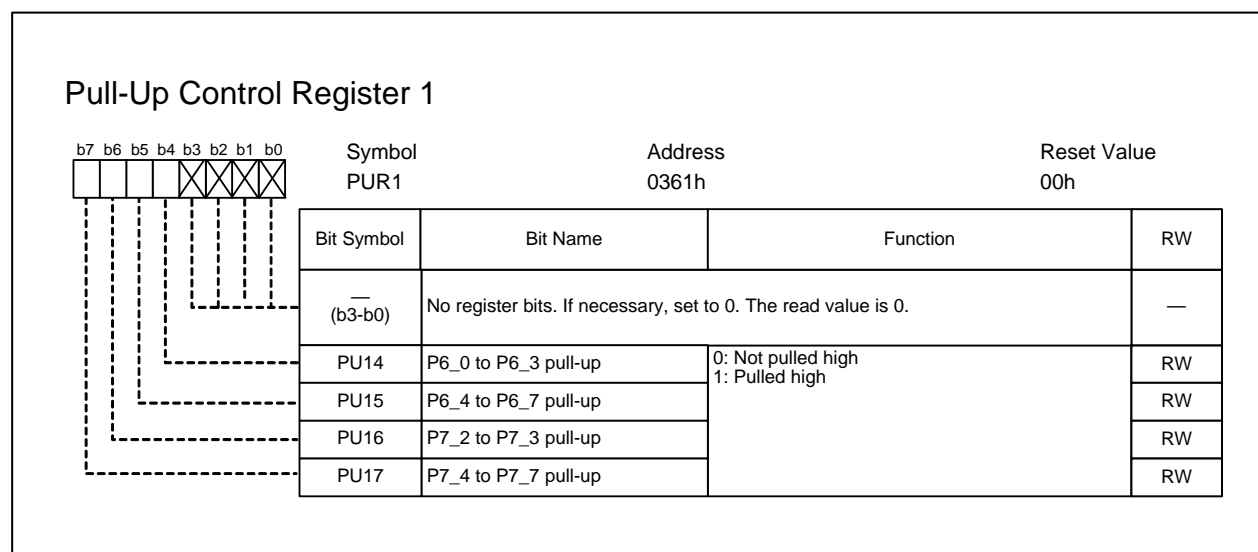 Pull-Up Control Register 1
b7 b6 b5 b4 b3 b2 b1 b0
Symbol Address Reset Value
PUR1 0361h 00h
Bit Symbol Bit Name Function RW
—
(b3-b0) No register bits. If necessary, set to 0. The read value is 0. —
PU14 P6_0 to P6_3 pull-up 0: Not pulled high RW
1: Pulled high
PU15 P6_4 to P6_7 pull-up RW
PU16 P7_2 to P7_3 pull-up RW
PU17 P7_4 to P7_7 pull-up RW